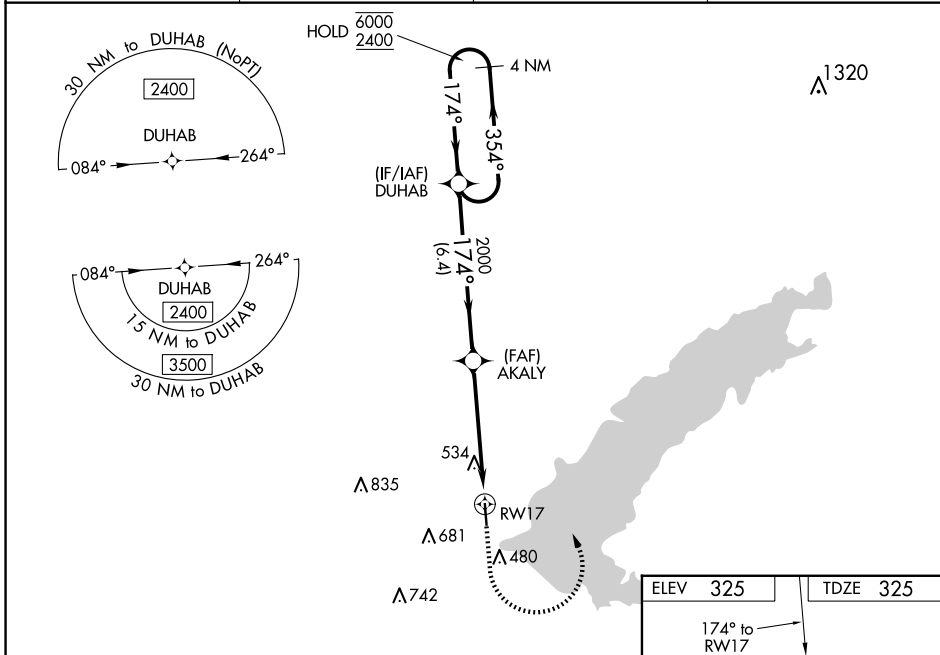 30 NM to DUHAB (NoPT)
2400
DUHAB
084°
264°
084°
264°
DUHAB
2400
15 NM to DUHAB
3500
30 NM to DUHAB
HOLD 6000
2400
4 NM
174°
354°
(IF/IAF)
DUHAB
2000
174°
(6.4)
(FAF)
AKALY
1320
534
835
RW17
681
480
742
ELEV 325
TDZE 325
174° to
RW17